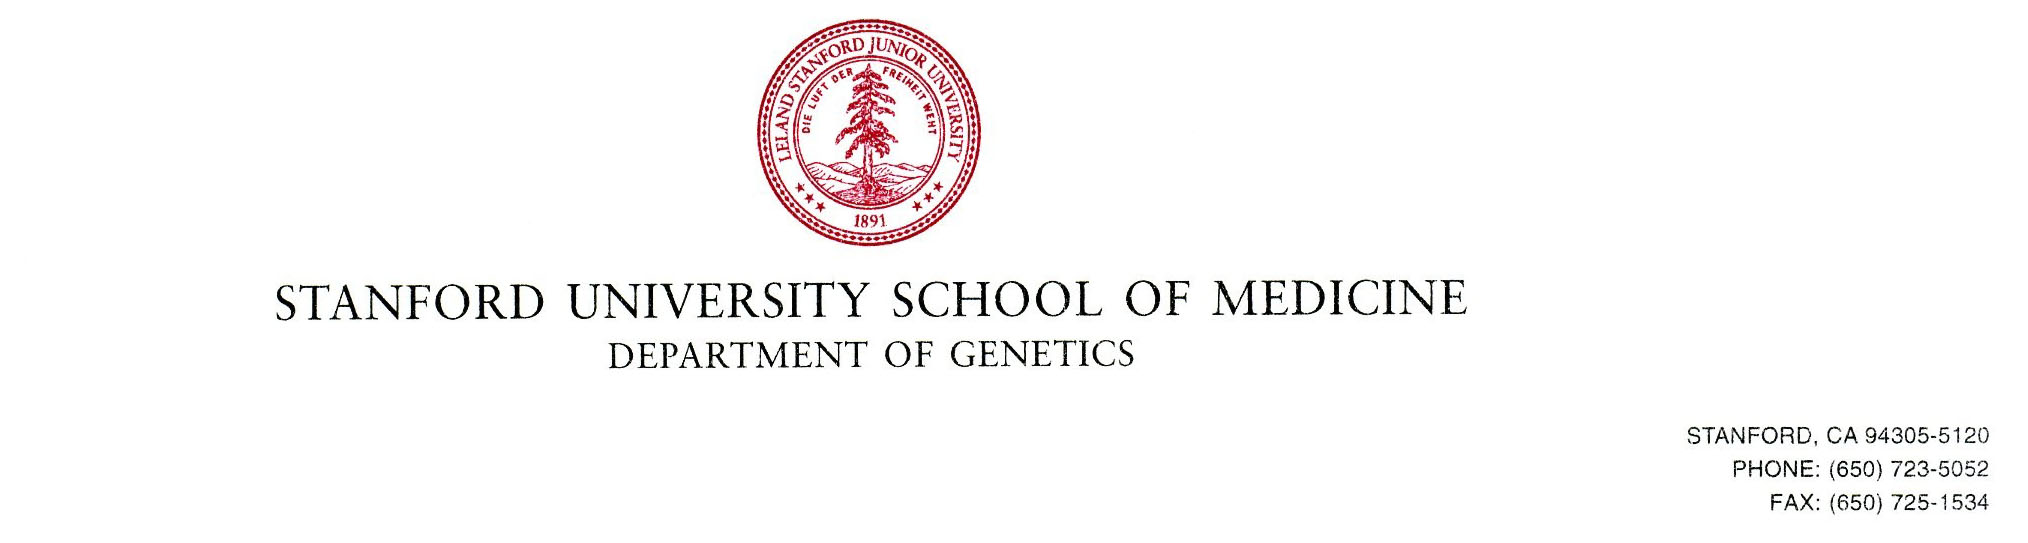 LELAND STANFORD JUNIOR UNIVERSITY
DIE LUFT DER FREIHEIT WEHT
1891
STANFORD UNIVERSITY SCHOOL OF MEDICINE
DEPARTMENT OF GENETICS
STANFORD, CA 94305-5120
PHONE: (650) 723-5052
FAX: (650) 725-1534